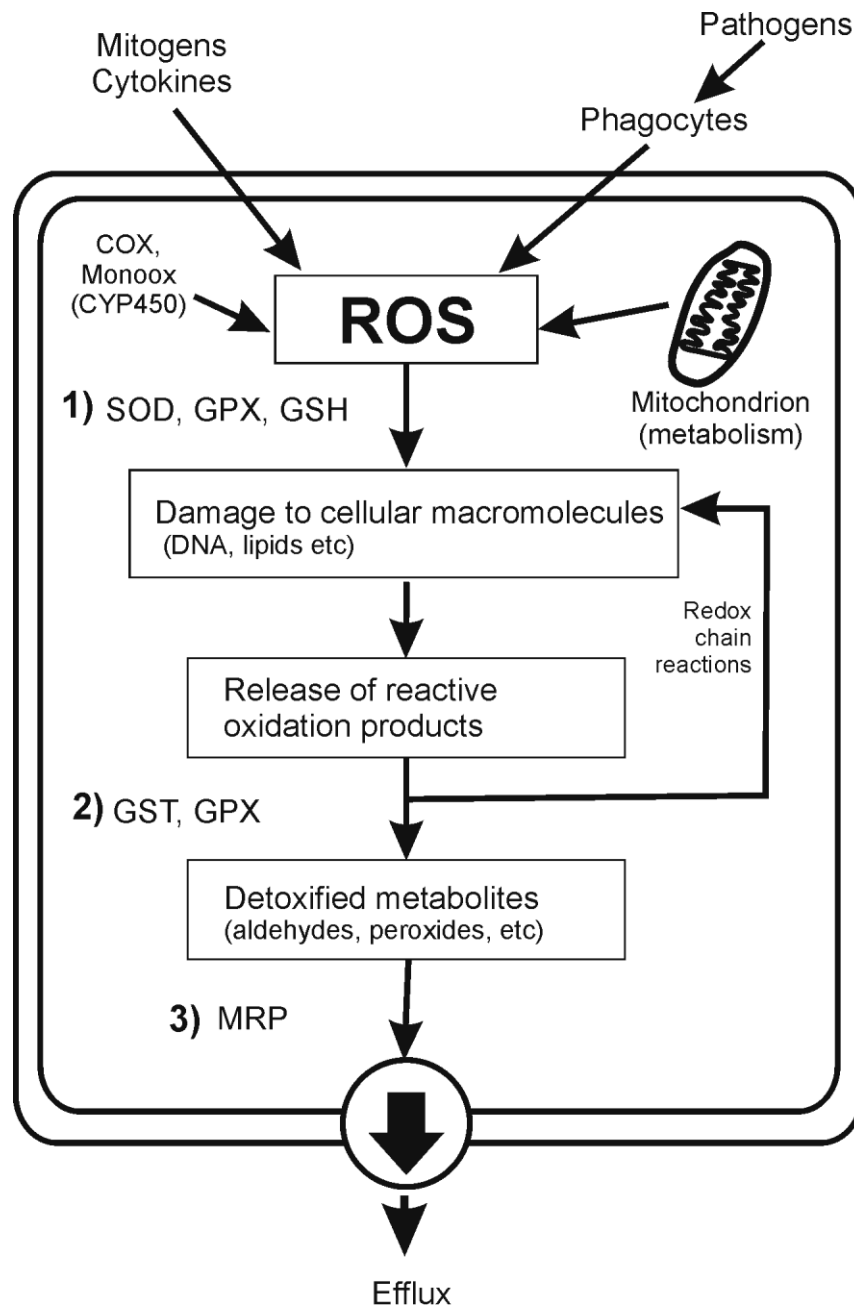 Pathogens
Mitogens
Cytokines
Phagocytes
COX,
Monoox
(CYP450)
ROS
Mitochondrion
(metabolism)
1) SOD, GPX, GSH
Damage to cellular macromolecules
(DNA, lipids etc)
Redox
chain
reactions
Release of reactive
oxidation products
2) GST, GPX
Detoxified metabolites
(aldehydes, peroxides, etc)
3) MRP
Efflux